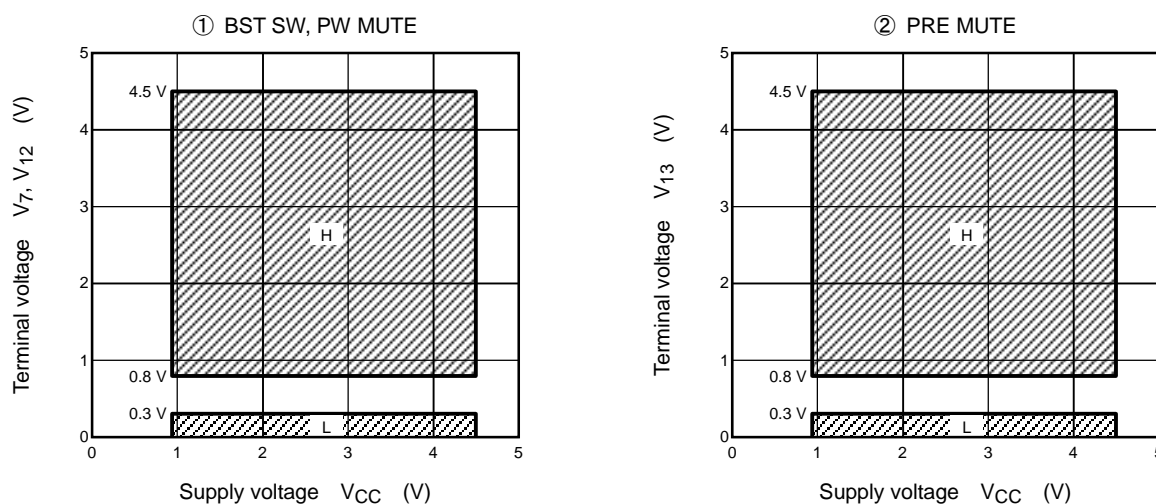 ① BST SW, PW MUTE
Terminal voltage V7, V12 (V)
5
4.5 V
4
3
H
2
1
0.8 V
0.3 V
L
0
0 1 2 3 4 5
Supply voltage VCC (V)
② PRE MUTE
Terminal voltage V13 (V)
5
4.5 V
4
3
H
2
1
0.8 V
0.3 V
L
0
0 1 2 3 4 5
Supply voltage VCC (V)